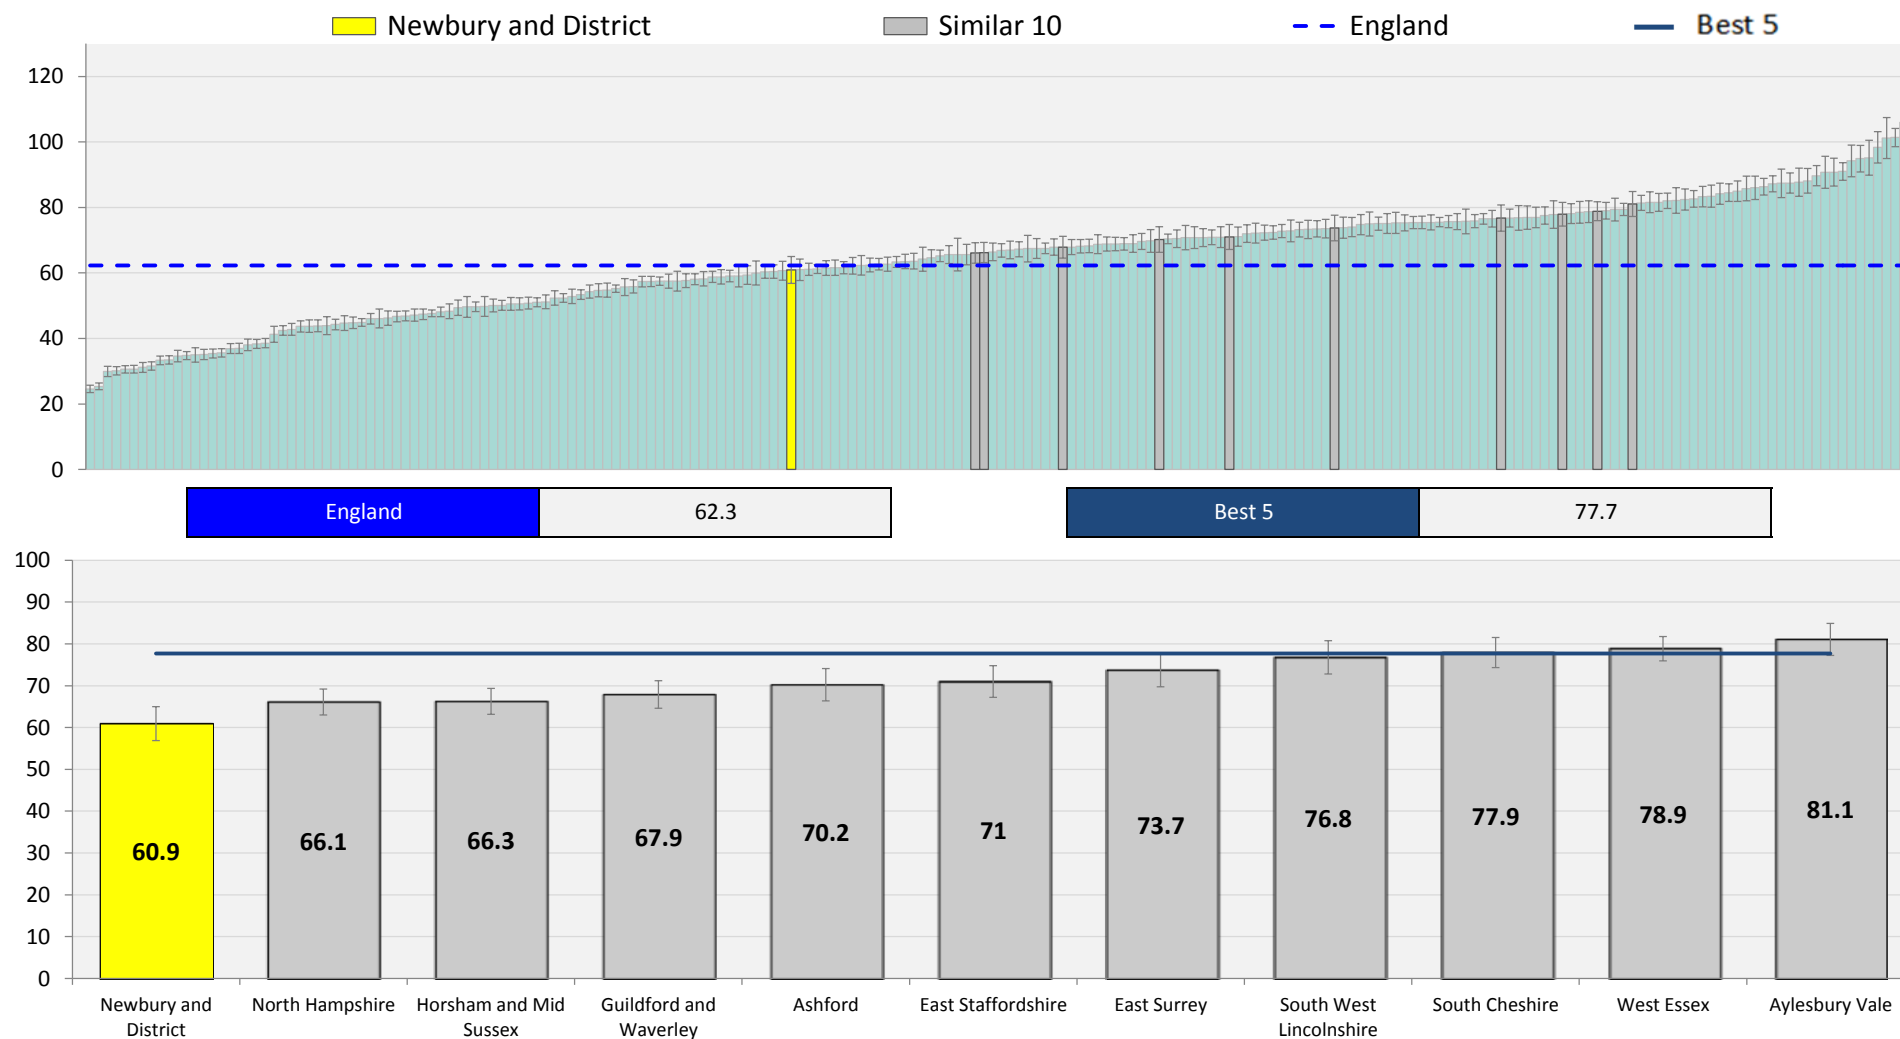 Newbury and District Similar 10 England Best 5
120
100
80
60
40
20
0
England 62.3 Best 5 77.7
100
90
80
70
60
50
40
30
20
10
0
60.9 66.1 66.3 67.9 70.2 71 73.7 76.8 77.9 78.9 81.1
Newbury and District
North Hampshire
Horsham and Mid Sussex
Guildford and Waverley
Ashford
East Staffordshire
East Surrey
South West Lincolnshire
South Cheshire
West Essex
Aylesbury Vale